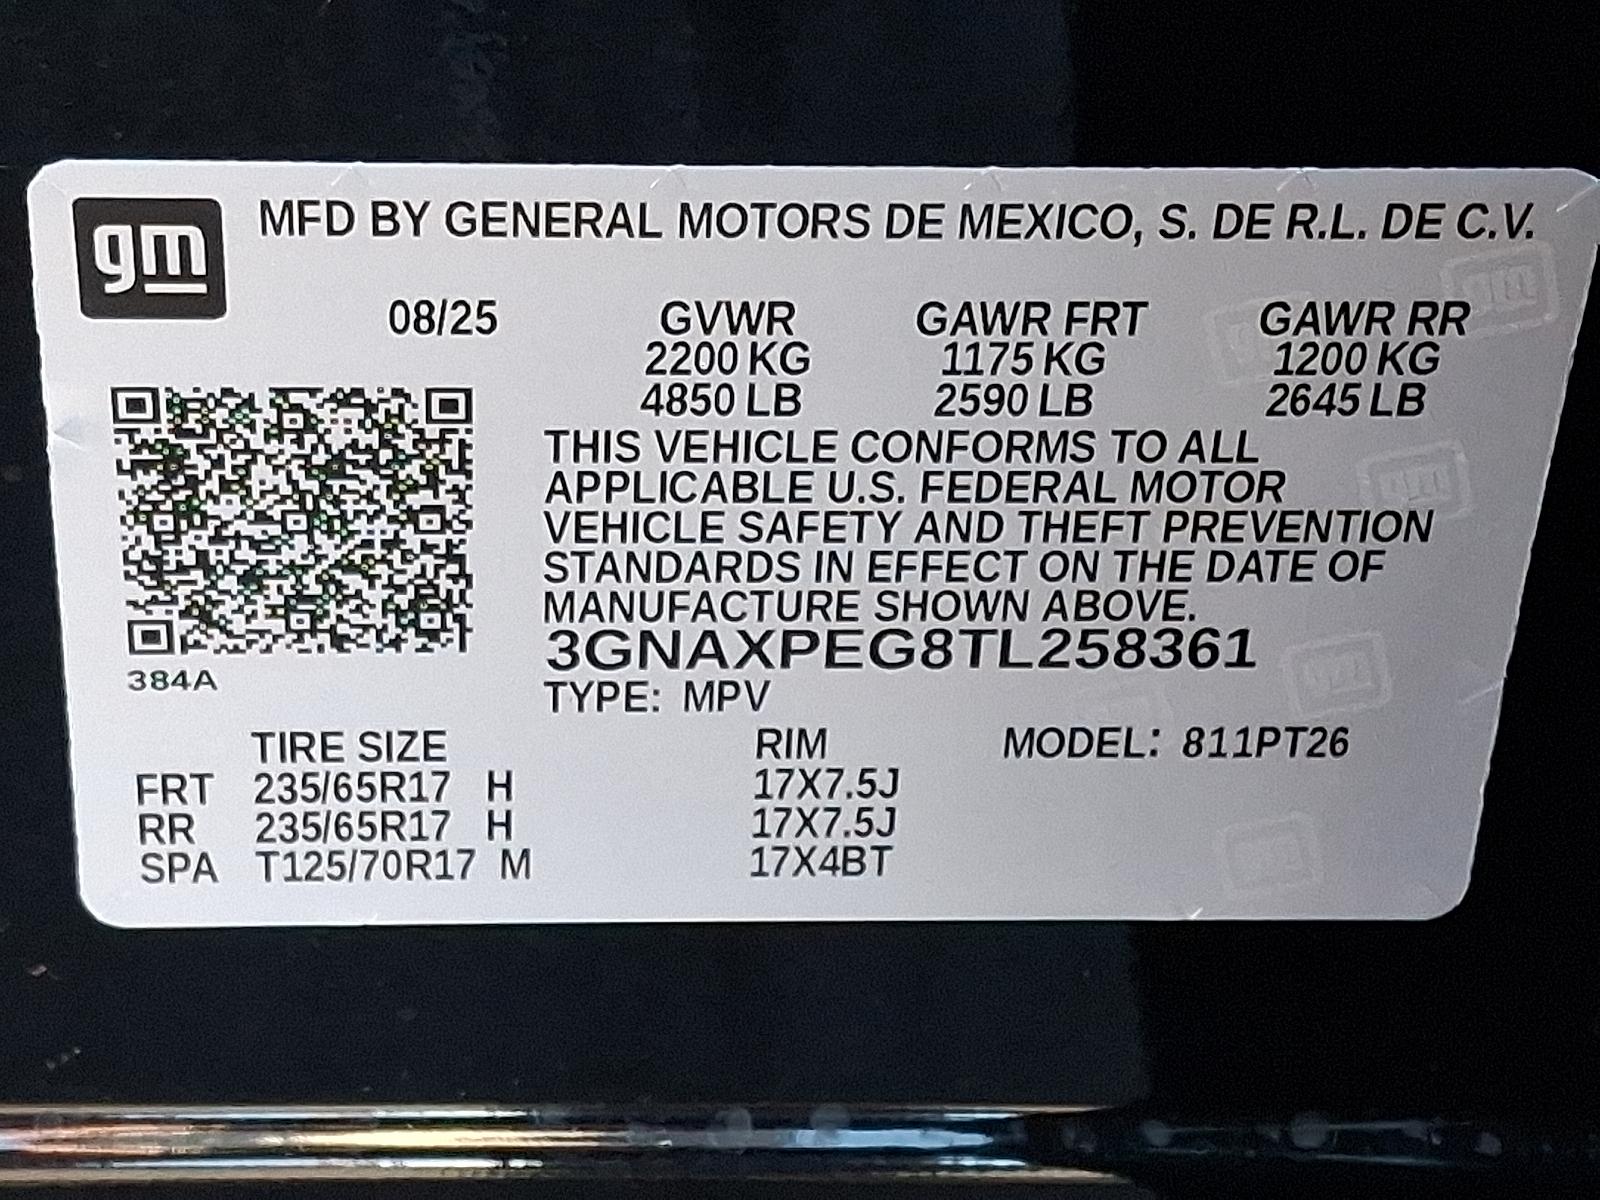 gm
MFD BY GENERAL MOTORS DE MEXICO, S. DE R.L. DE C.V.
08/25 GVWR GAWR FRT GAWR RR
2200 KG 1175 KG 1200 KG
4850 LB 2590 LB 2645 LB
THIS VEHICLE CONFORMS TO ALL
APPLICABLE U.S. FEDERAL MOTOR
VEHICLE SAFETY AND THEFT PREVENTION
STANDARDS IN EFFECT ON THE DATE OF
MANUFACTURE SHOWN ABOVE.
3GNAXPEG8TL258361
384A
TYPE: MPV
TIRE SIZE RIM MODEL: 811PT26
FRT 235/65R17 H 17X7.5J
RR 235/65R17 H 17X7.5J
SPA T125/70R17 M 17X4BT